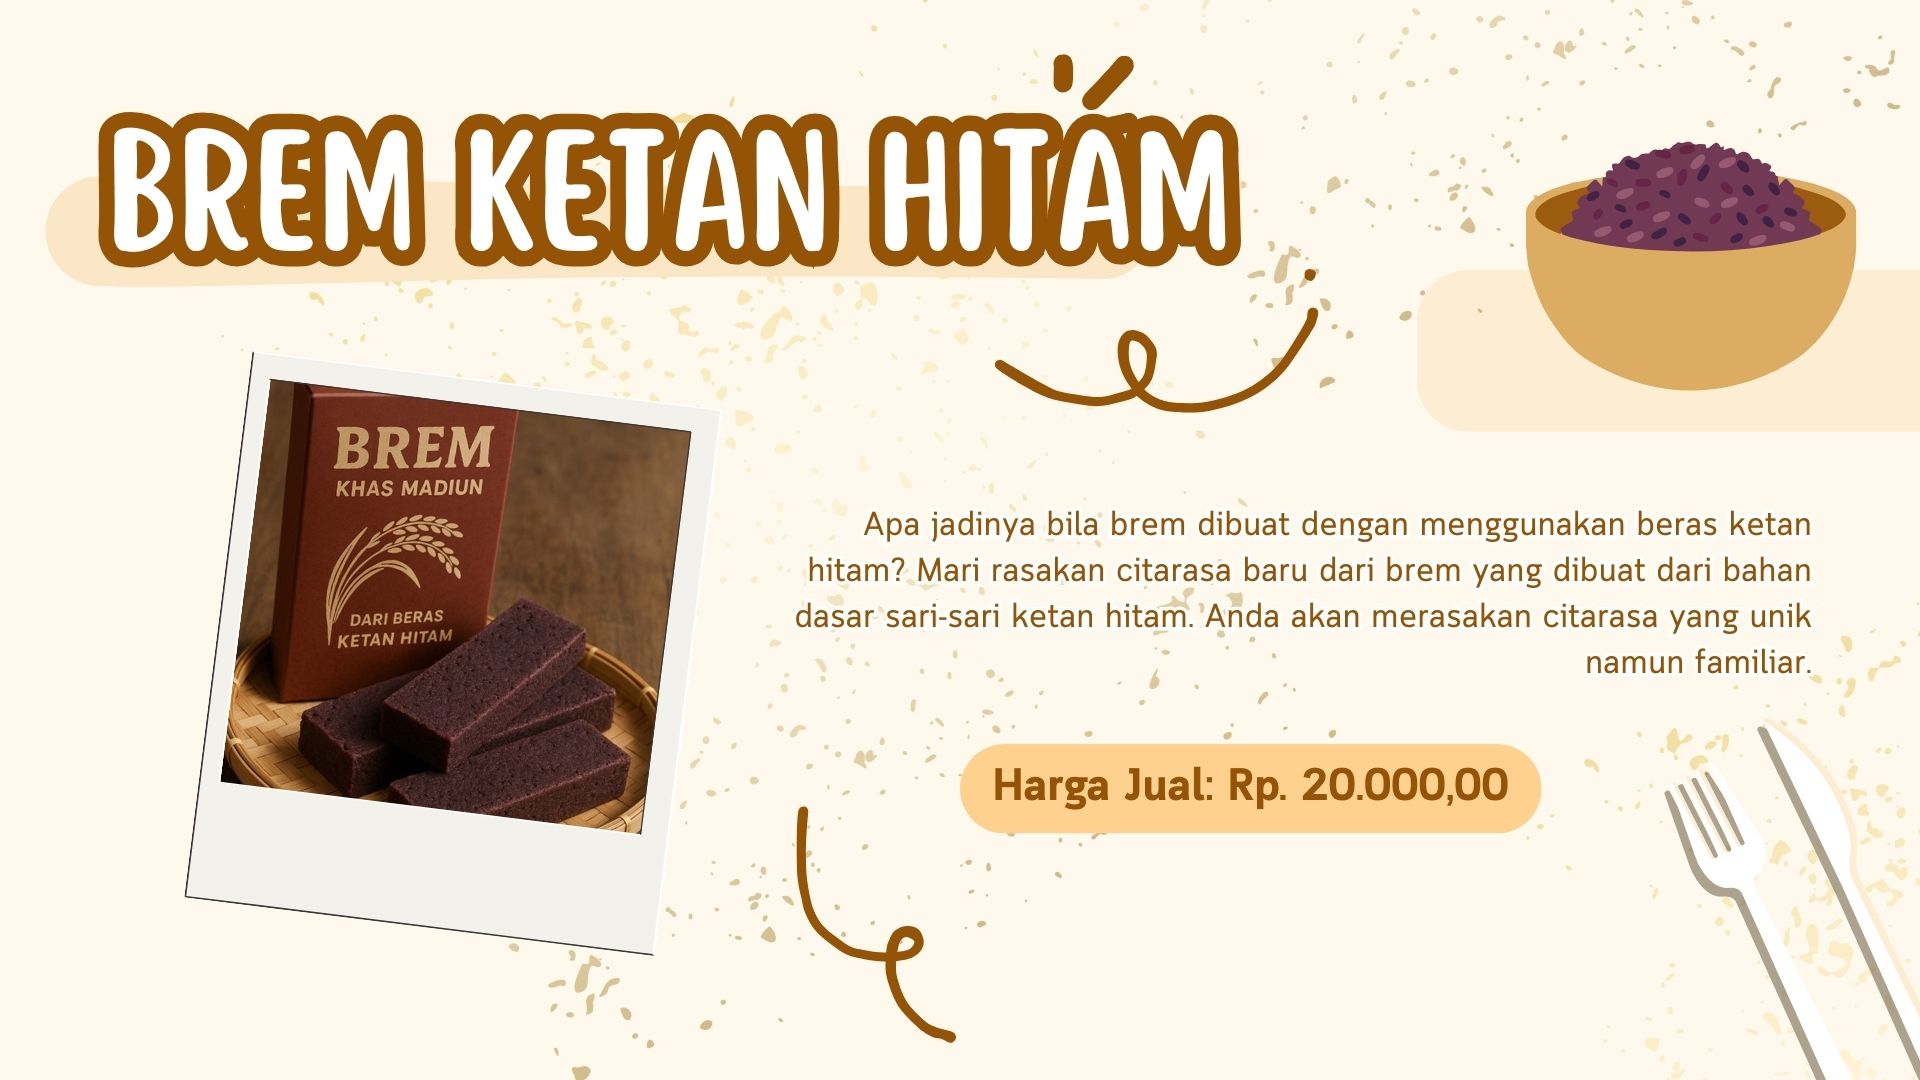 BREM KETAN HITAM
BREM
KHAS MADIUN
DARI BERAS
KETAN HITAM
Apa jadinya bila brem dibuat dengan menggunakan beras ketan
hitam? Mari rasakan citarasa baru dari brem yang dibuat dari bahan
dasar sari-sari ketan hitam. Anda akan merasakan citarasa yang unik
namun familiar.
Harga Jual: Rp. 20.000,00